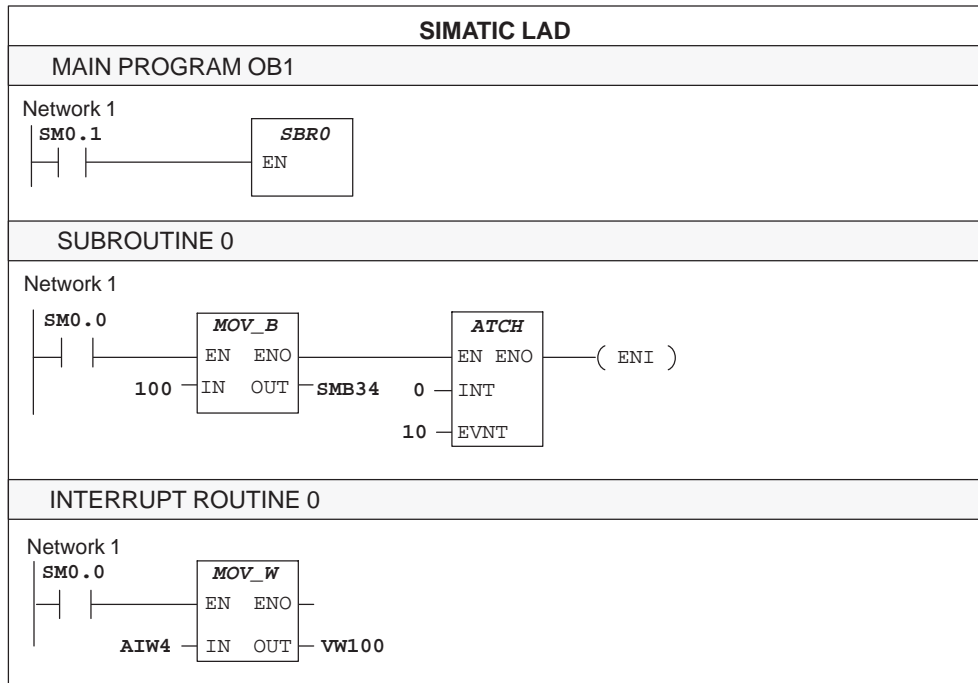 SIMATIC LAD
MAIN PROGRAM OB1
Network 1
SM0.1
SBR0
EN
SUBROUTINE 0
Network 1
SM0.0 MOV_B ATCH
EN ENO EN ENO ( ENI )
100 IN OUT SMB34 0 INT
10 EVNT
INTERRUPT ROUTINE 0
Network 1
SM0.0 MOV_W
EN ENO
AIW4 IN OUT VW100